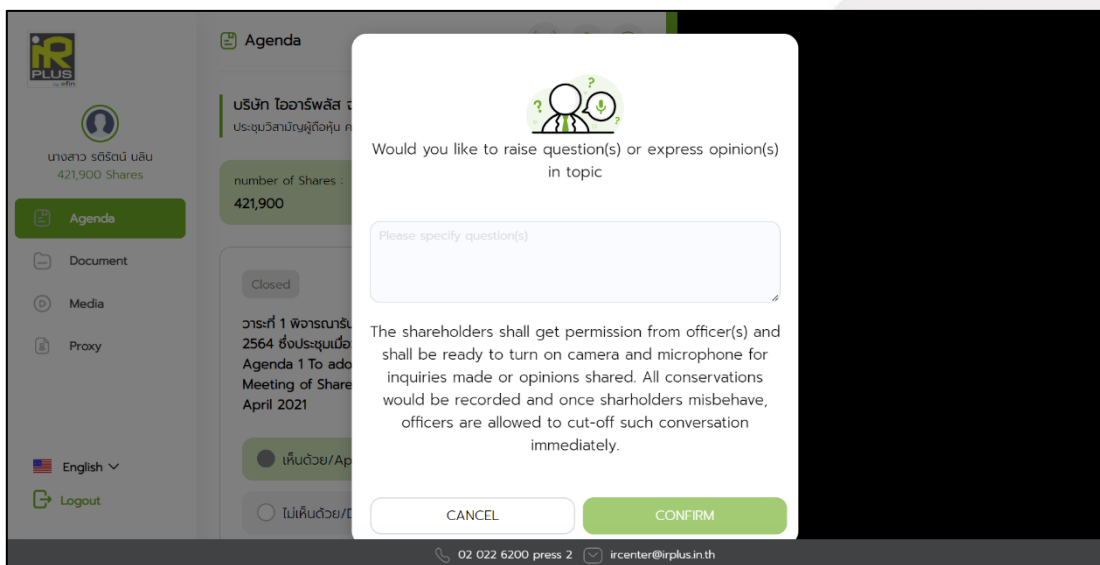 iR
PLUS
by efin
นางสาว รติรัตน์ นลิน
421,900 Shares
Agenda
Document
Media
Proxy
English
Logout
Agenda
บริษัท ไออาร์พลัส
ประชุมวิสามัญผู้ถือหุ้น
number of Shares :
421,900
Closed
วาระที่ 1 พิจารณารับ
2564 ซึ่งประชุมเมื่อ
Agenda 1 To ado
Meeting of Share
April 2021
เห็นด้วย/Ap
ไม่เห็นด้วย/D
Would you like to raise question(s) or express opinion(s)
in topic
Please specify question(s)
The shareholders shall get permission from officer(s) and
shall be ready to turn on camera and microphone for
inquiries made or opinions shared. All conservations
would be recorded and once sharholders misbehave,
officers are allowed to cut-off such conversation
immediately.
CANCEL
CONFIRM
02 022 6200 press 2
ircenter@irplus.in.th